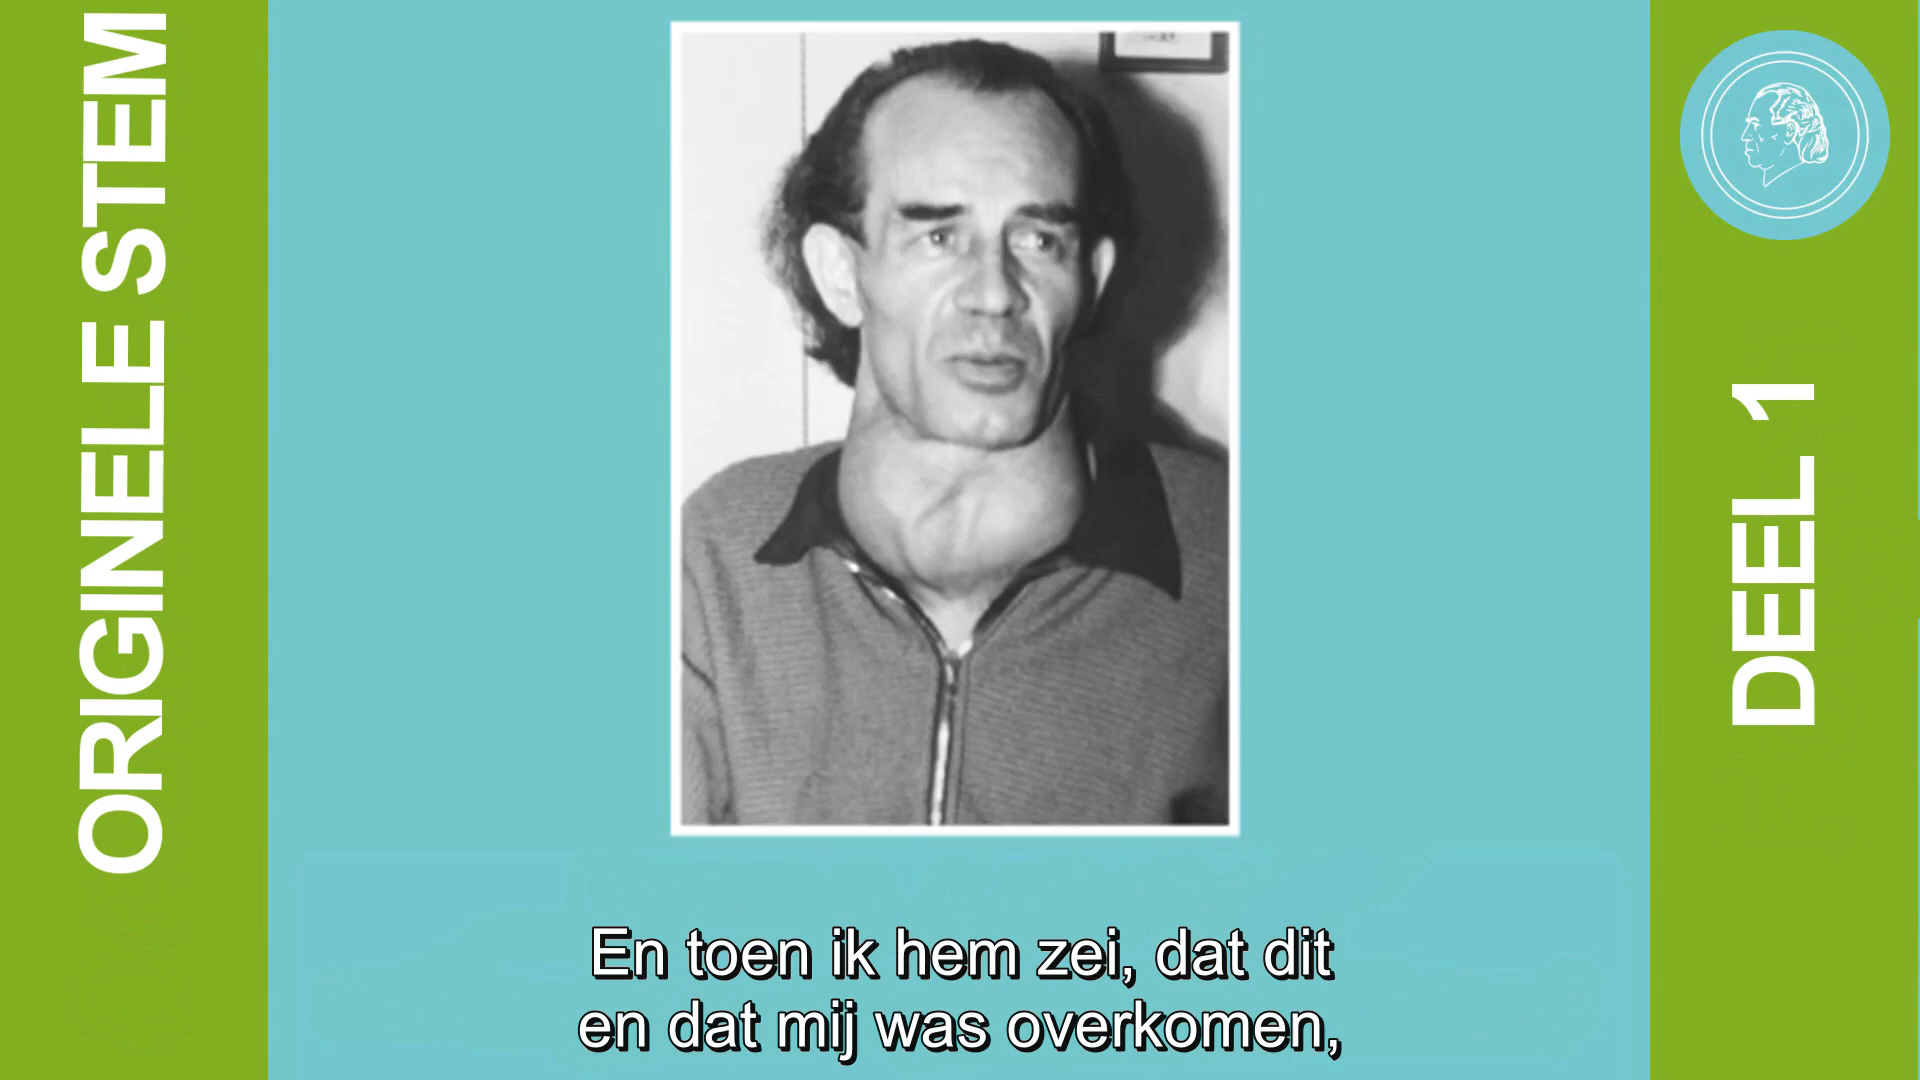 ORIGINELE STEM
DEEL 1
En toen ik hem zei, dat dit
en dat mij was overkomen,